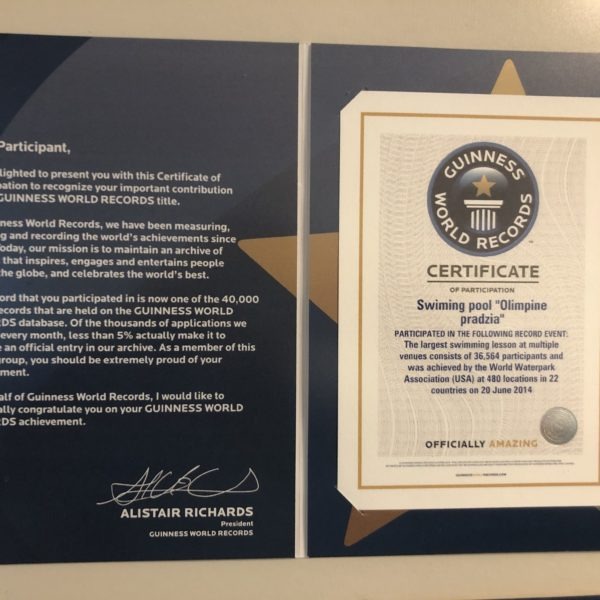 Participant,
lighted to present you with this Certificate of
pation to recognize your important contribution
GUINNESS WORLD RECORDS title.
ness World Records, we have been measuring,
g and recording the world's achievements since
Today, our mission is to maintain an archive of
that inspires, engages and entertains people
the globe, and celebrates the world's best.
ord that you participated in is now one of the 40,000
records that are held on the GUINNESS WORLD
RDS database. Of the thousands of applications we
every month, less than 5% actually make it to
e an official entry in our archive. As a member of this
group, you should be extremely proud of your
ment.
alf of Guinness World Records, I would like to
ally congratulate you on your GUINNESS WORLD
RDS achievement.
ALISTAIR RICHARDS
President
GUINNESS WORLD RECORDS
GUINNESS
WORLD RECORDS
CERTIFICATE
OF PARTICIPATION
Swiming pool "Olimpine
pradzia"
PARTICIPATED IN THE FOLLOWING RECORD EVENT:
The largest swimming lesson at multiple
venues consists of 36,564 participants and
was achieved by the World Waterpark
Association (USA) at 480 locations in 22
countries on 20 June 2014
OFFICIALLY AMAZING
GUINNESSWORLDRECORDS.COM